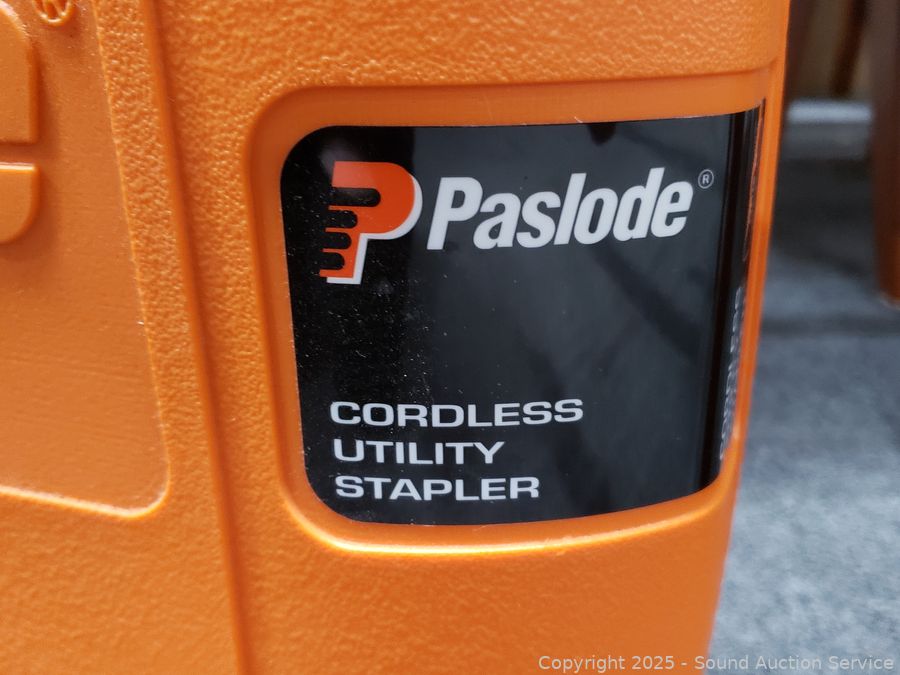 Paslode®
CORDLESS
UTILITY
STAPLER
Copyright 2025 - Sound Auction Service